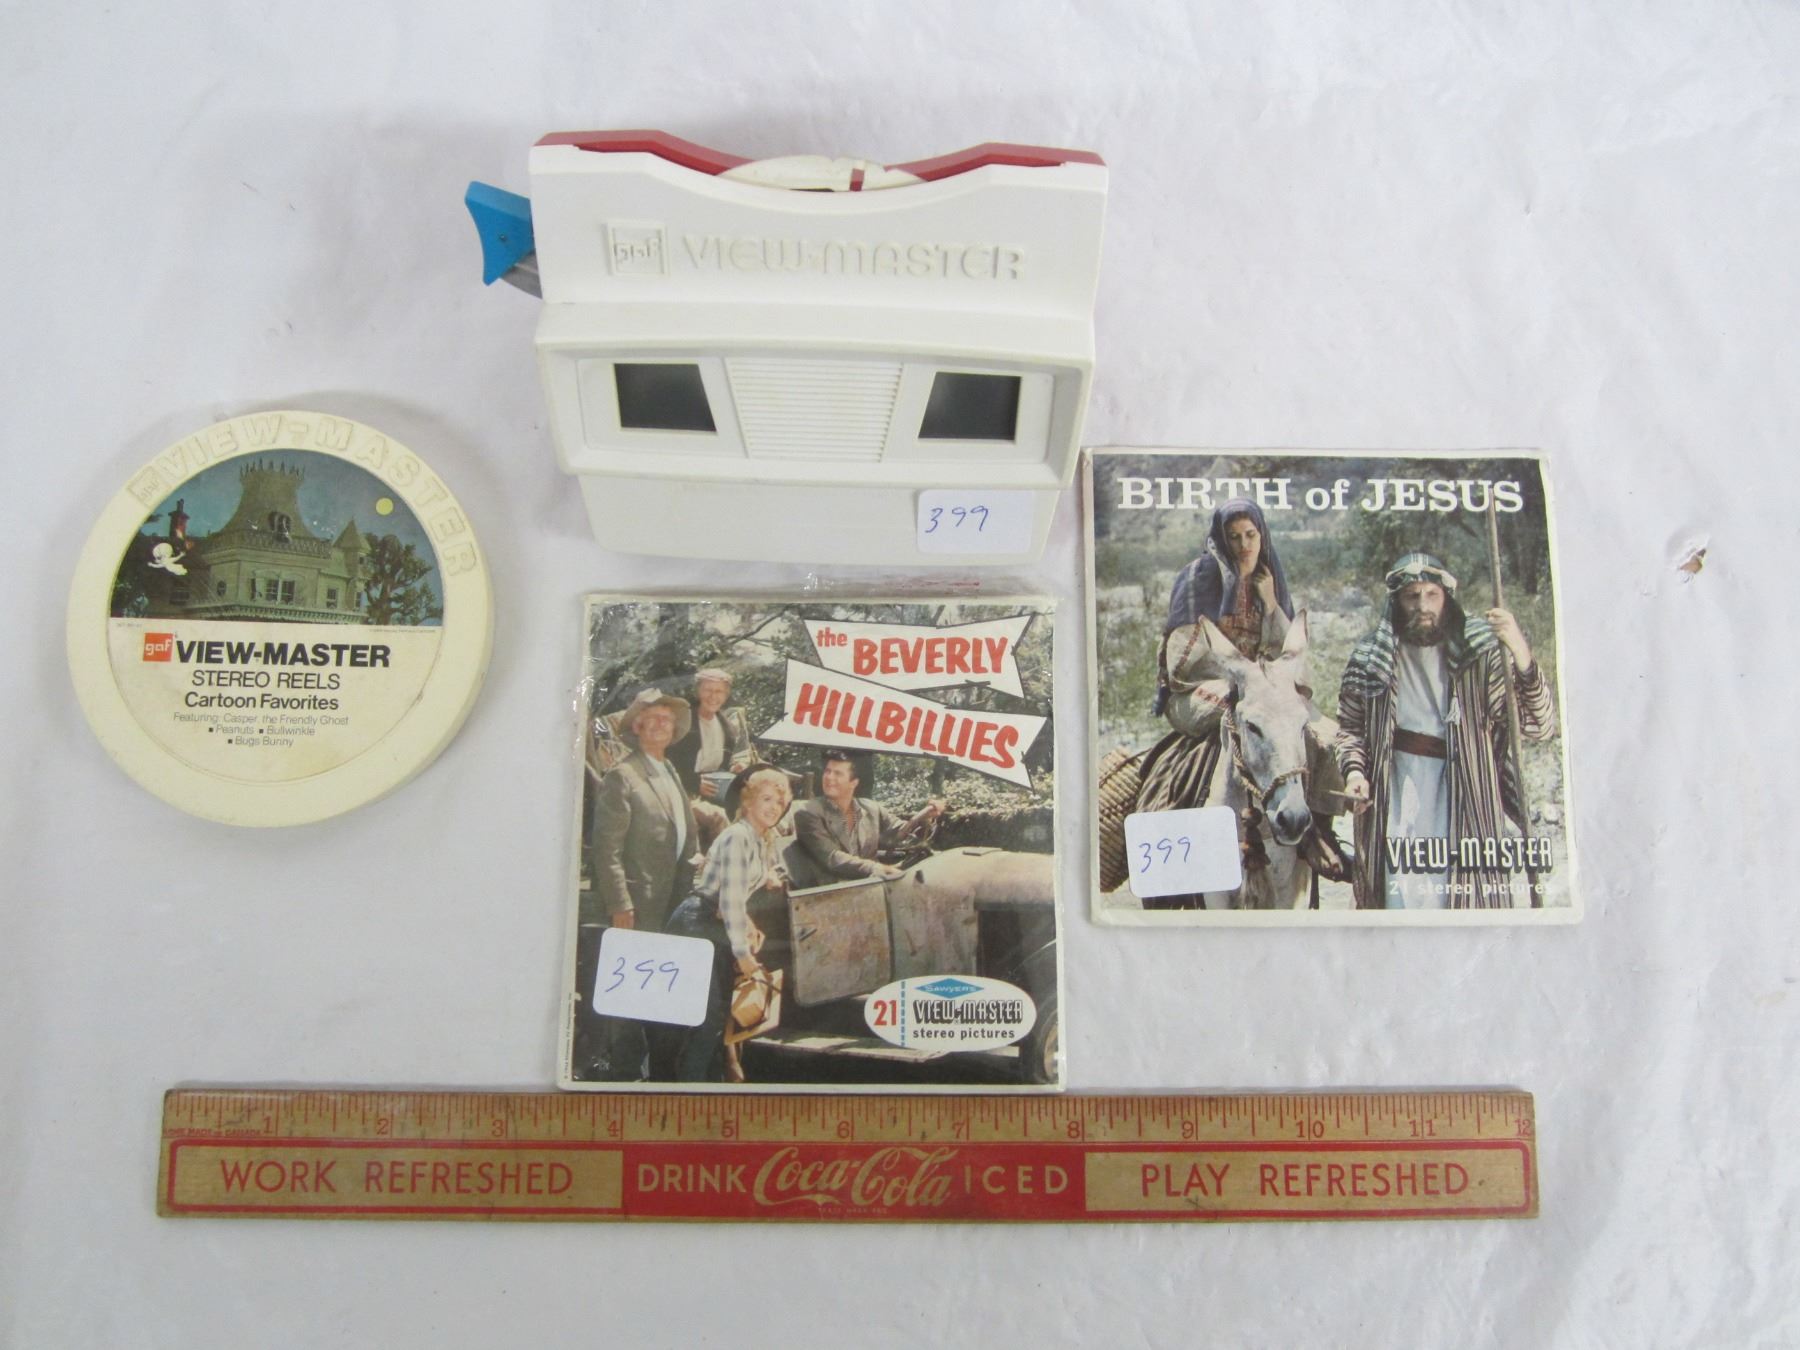 gaf VIEW-MASTER
399
VIEW-MASTER
gaf VIEW-MASTER
STEREO REELS
Cartoon Favorites
Featuring: Casper, the Friendly Ghost
▪ Peanuts ▪ Bullwinkle
▪ Bugs Bunny
BIRTH of JESUS
399
VIEW-MASTER
21 stereo pictures
the BEVERLY
HILLBILLIES
399
SAWYER'S
21 VIEW-MASTER
stereo pictures
1 2 3 4 5 6 7 8 9 10 11 12
WORK REFRESHED DRINK Coca-Cola ICED PLAY REFRESHED